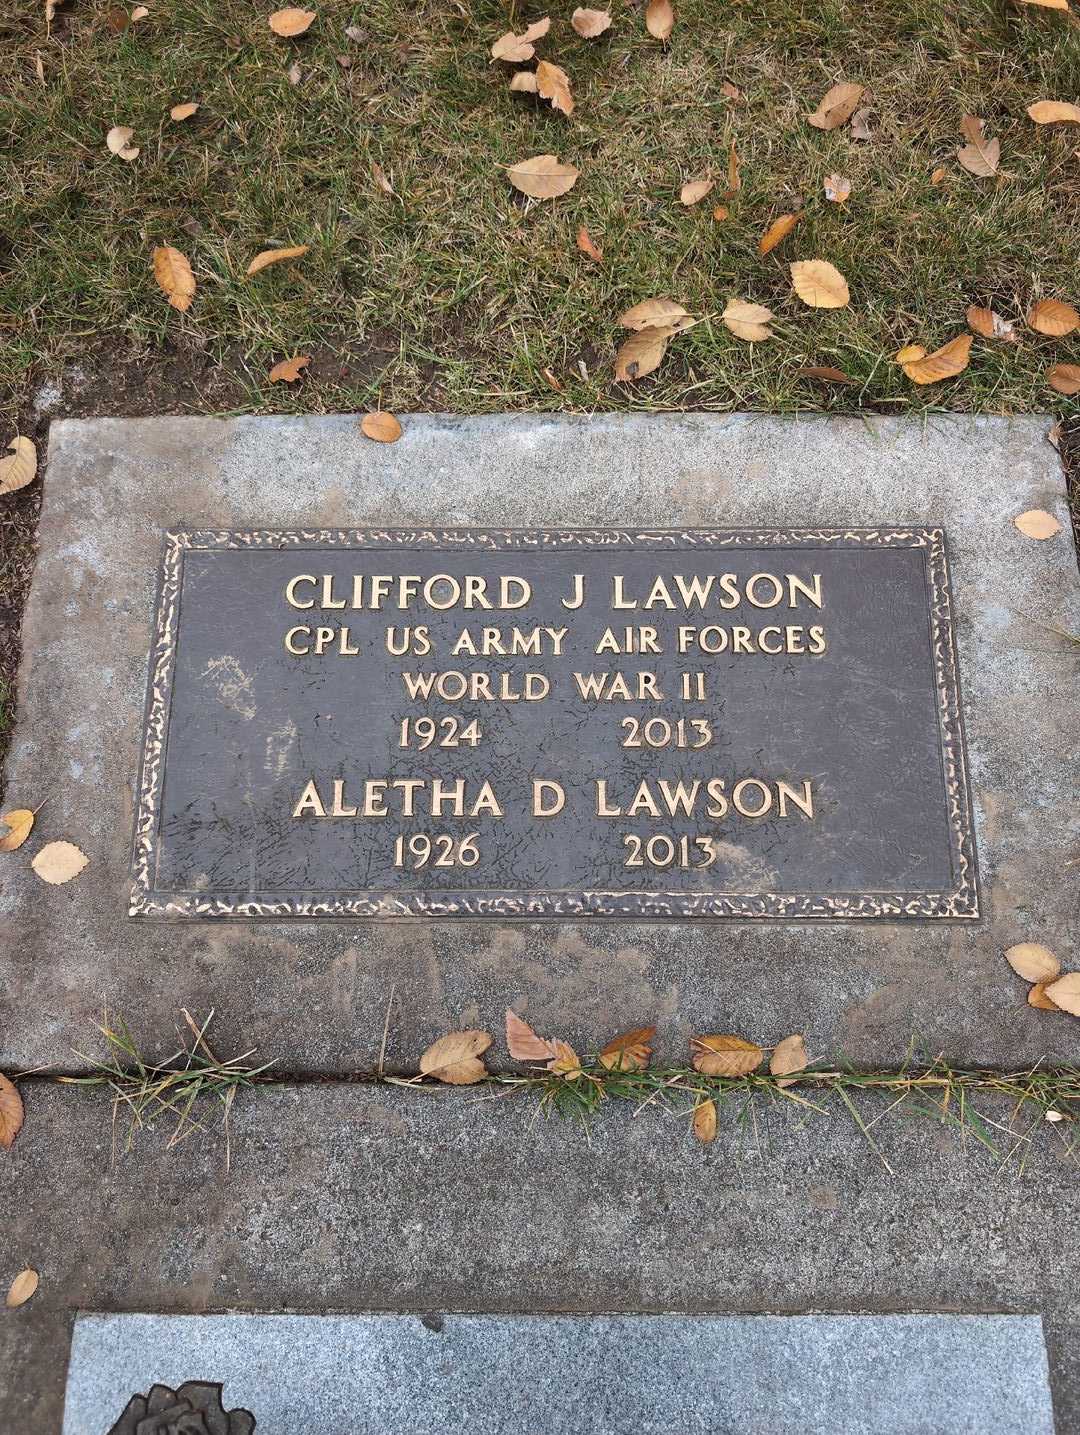 CLIFFORD J LAWSON
CPL US ARMY AIR FORCES
WORLD WAR II
1924 2013
ALETHA D LAWSON
1926 2013